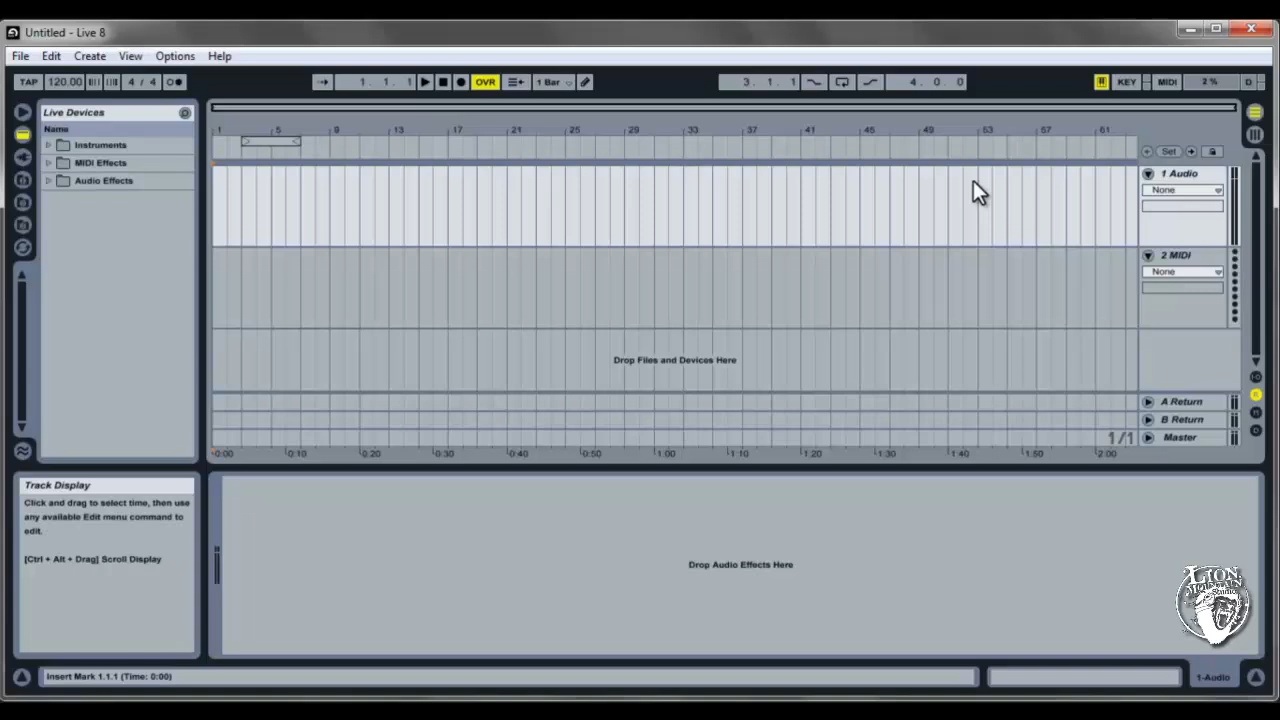 Untitled - Live 8
File Edit Create View Options Help
TAP 120.00 4 / 4 1. 1. 1 OVR 1 Bar 3. 1. 1 4. 0. 0 KEY MIDI 2 % D
Live Devices
Name
Instruments
MIDI Effects
Audio Effects
1 5 9 13 17 21 25 29 33 37 41 45 49 53 57 61
Set
1 Audio
None
2 MIDI
None
Drop Files and Devices Here
A Return
B Return
1/1 Master
0:00 0:10 0:20 0:30 0:40 0:50 1:00 1:10 1:20 1:30 1:40 1:50 2:00
Track Display
Click and drag to select time, then use
any available Edit menu command to
edit.
[Ctrl + Alt + Drag] Scroll Display
Drop Audio Effects Here
LION
Studio
Insert Mark 1.1.1 (Time: 0:00)
1-Audio